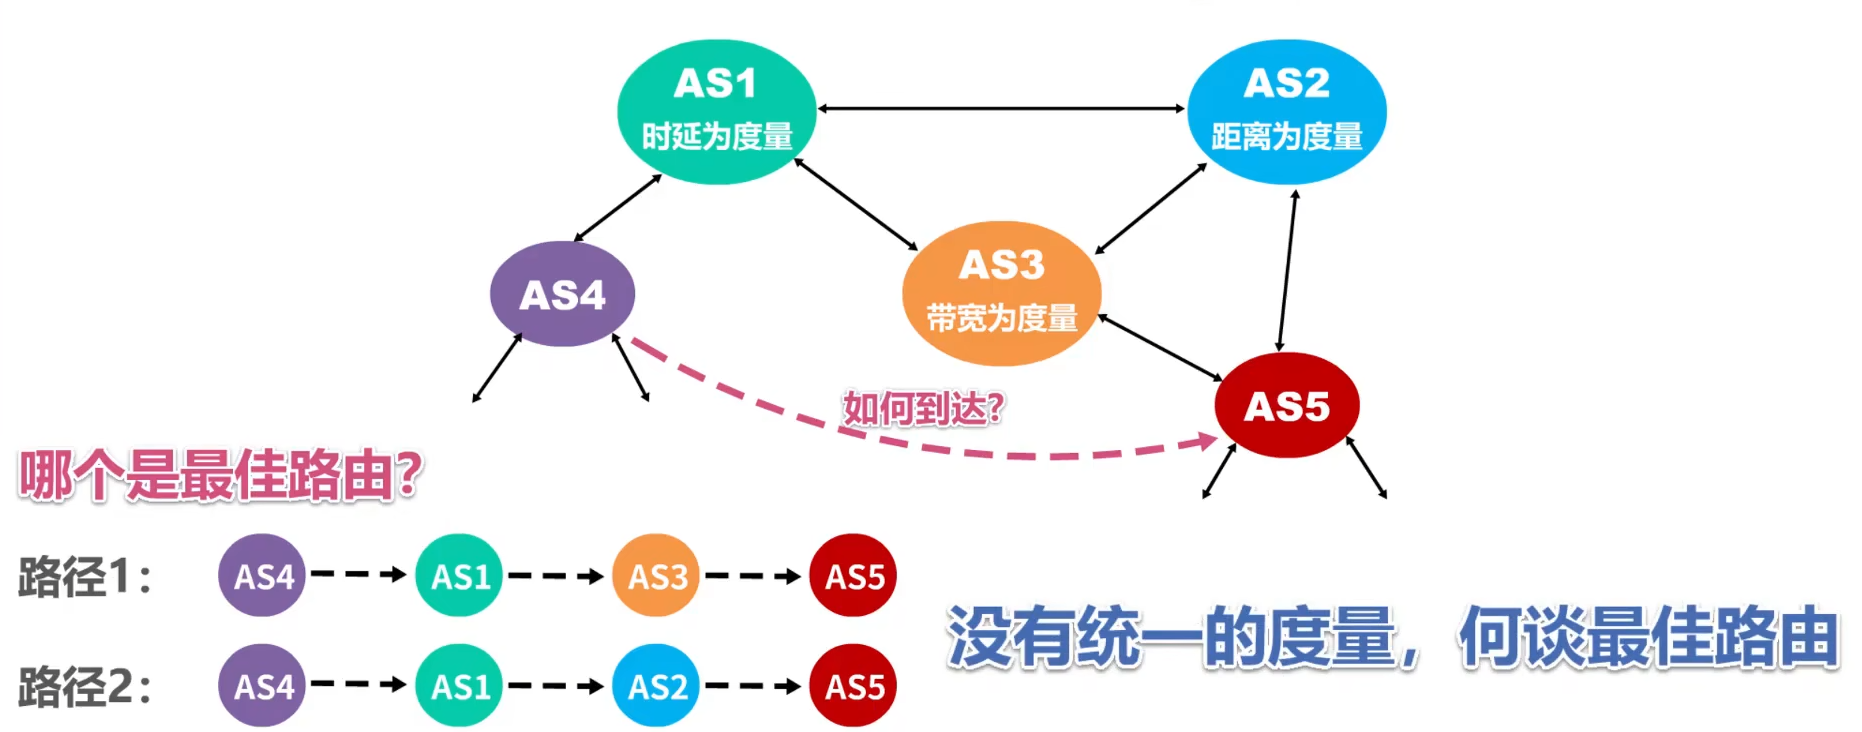 AS1
时延为度量
AS2
距离为度量
AS3
带宽为度量
AS4
AS5
如何到达?
哪个是最佳路由?
路径1: AS4 AS1 AS3 AS5
路径2: AS4 AS1 AS2 AS5
没有统一的度量，何谈最佳路由